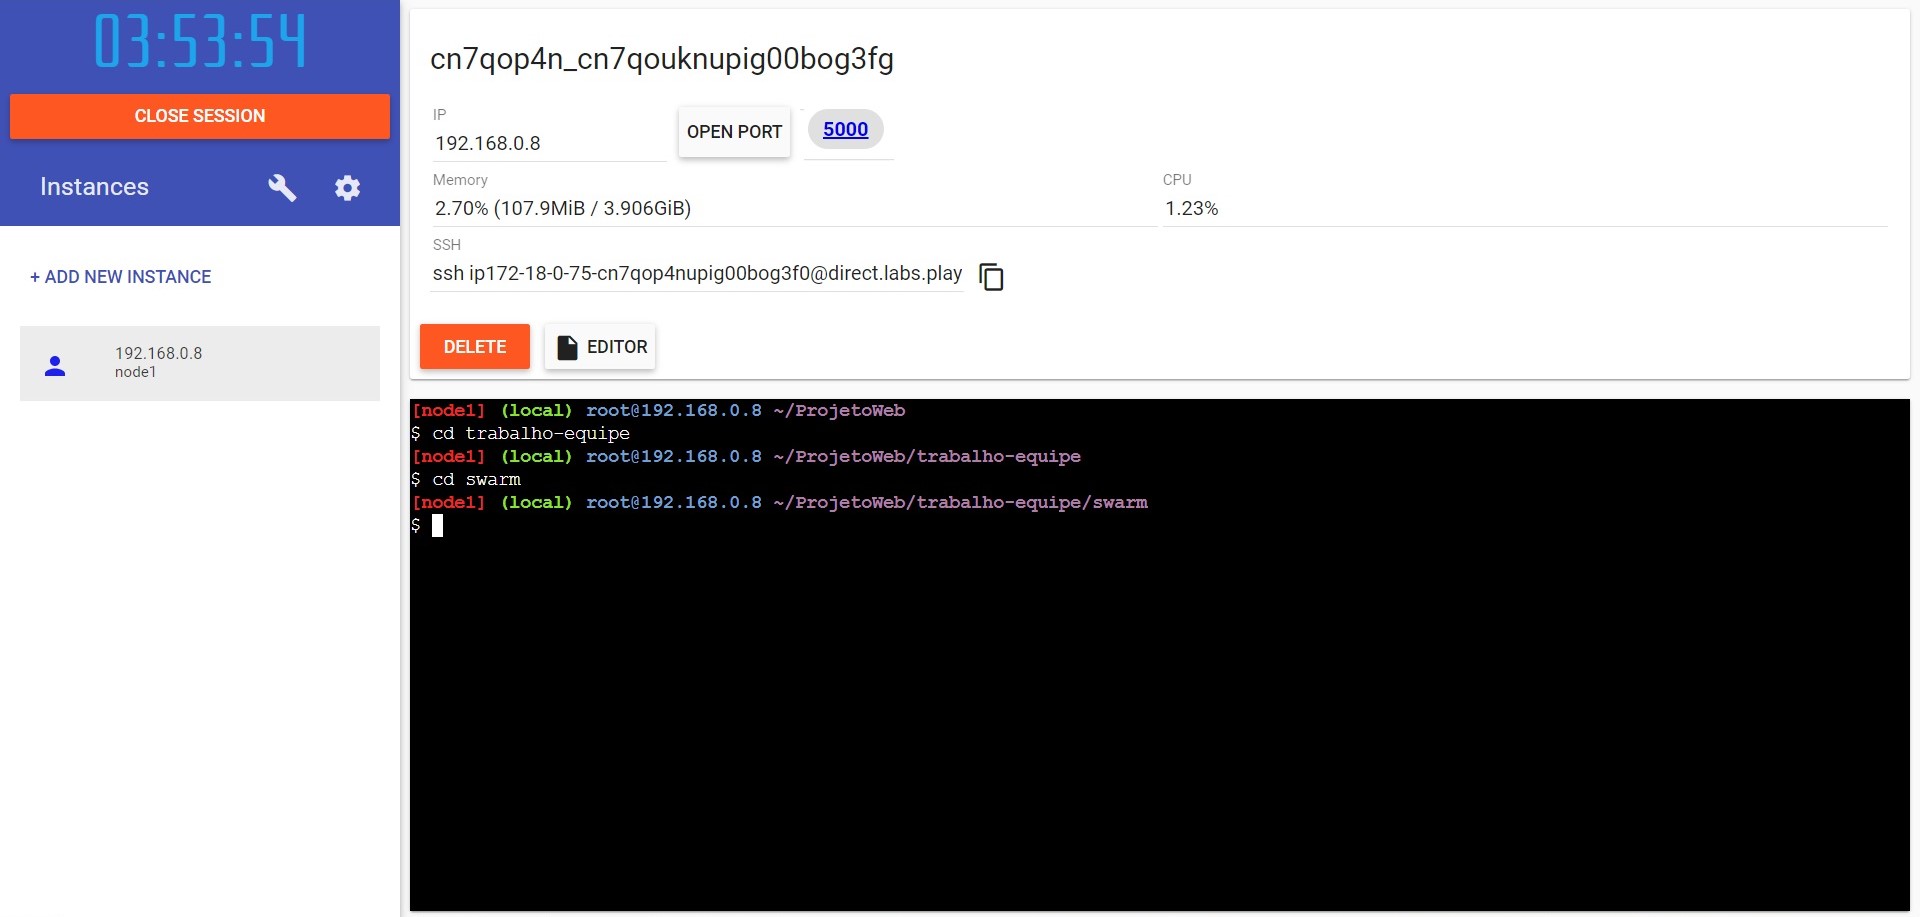 03:53:54
CLOSE SESSION
Instances
+ ADD NEW INSTANCE
192.168.0.8
node1
cn7qop4n_cn7qouknupig00bog3fg
IP
192.168.0.8
OPEN PORT
5000
Memory
2.70% (107.9MiB / 3.906GiB)
CPU
1.23%
SSH
ssh ip172-18-0-75-cn7qop4nupig00bog3f0@direct.labs.play
DELETE
EDITOR
[node1] (local) root@192.168.0.8 ~/ProjetoWeb
$ cd trabalho-equipe
[node1] (local) root@192.168.0.8 ~/ProjetoWeb/trabalho-equipe
$ cd swarm
[node1] (local) root@192.168.0.8 ~/ProjetoWeb/trabalho-equipe/swarm
$